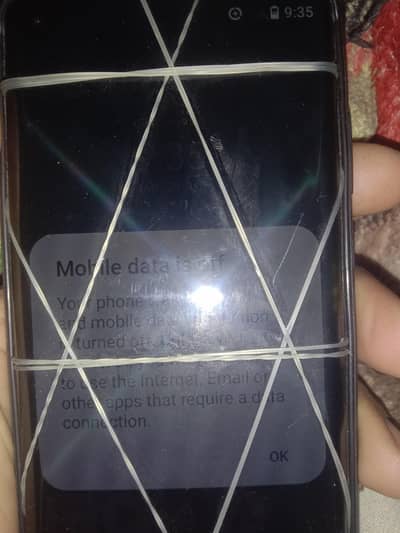 9:35
Mobile data is off
Your phone
and mobile da
turned off.
to use the Internet, Email or
other apps that require a data
connection.
OK